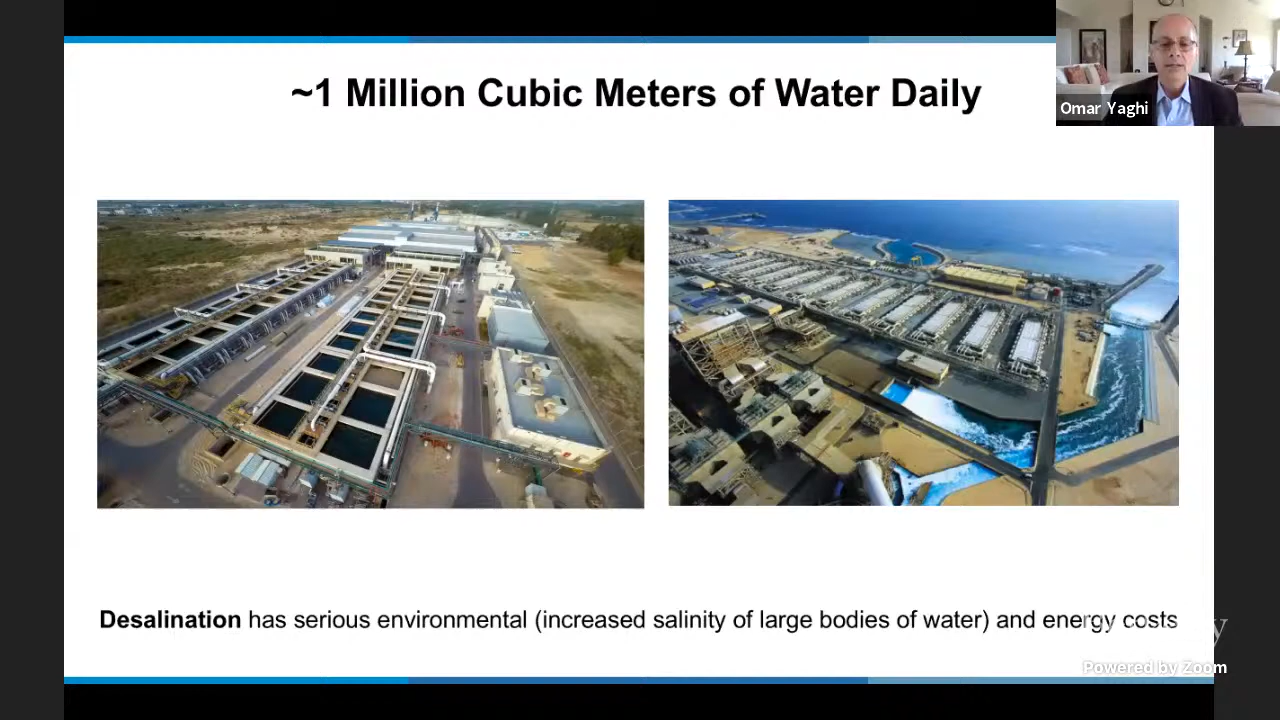 ~1 Million Cubic Meters of Water Daily
Omar Yaghi
Desalination has serious environmental (increased salinity of large bodies of water) and energy costs
Powered by Zoom